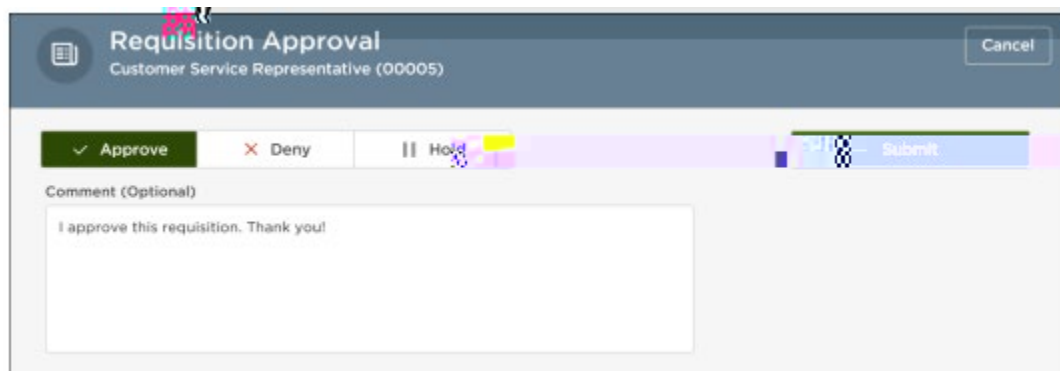 Requisition Approval
Customer Service Representative (00005)
Cancel
Approve
Deny
Hold
Submit
Comment (Optional)
I approve this requisition. Thank you!